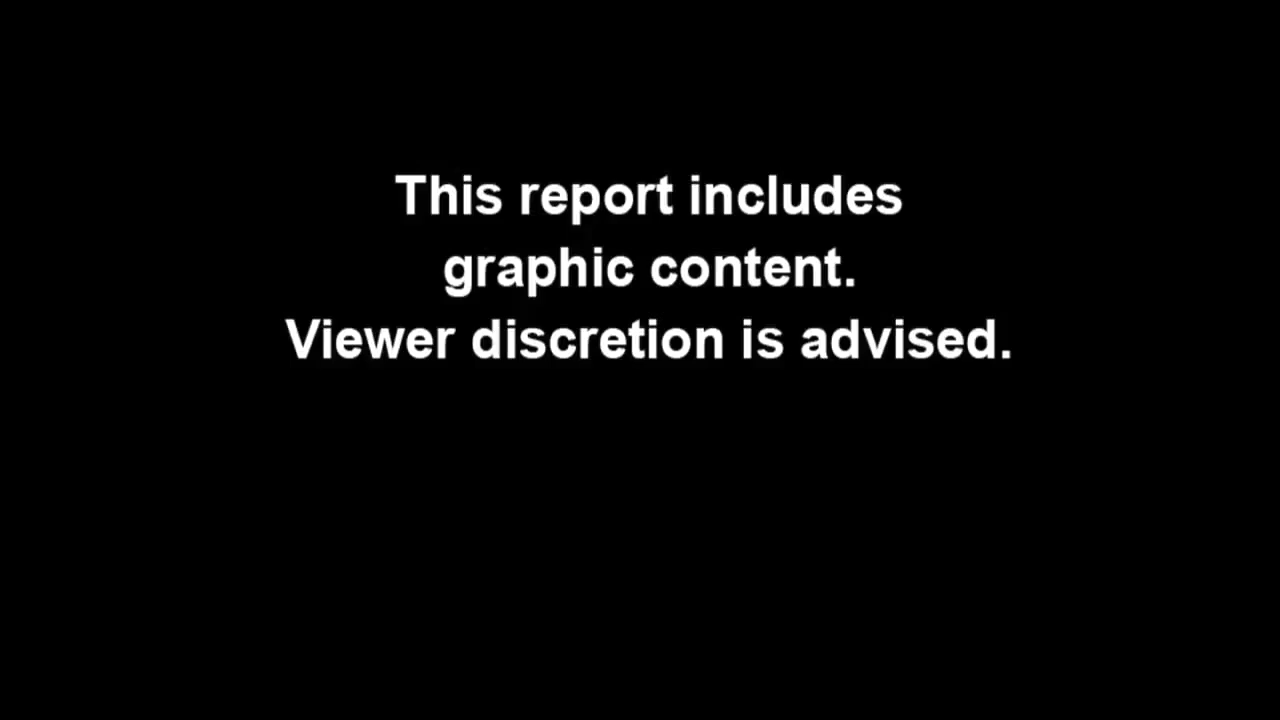 This report includes
graphic content.
Viewer discretion is advised.